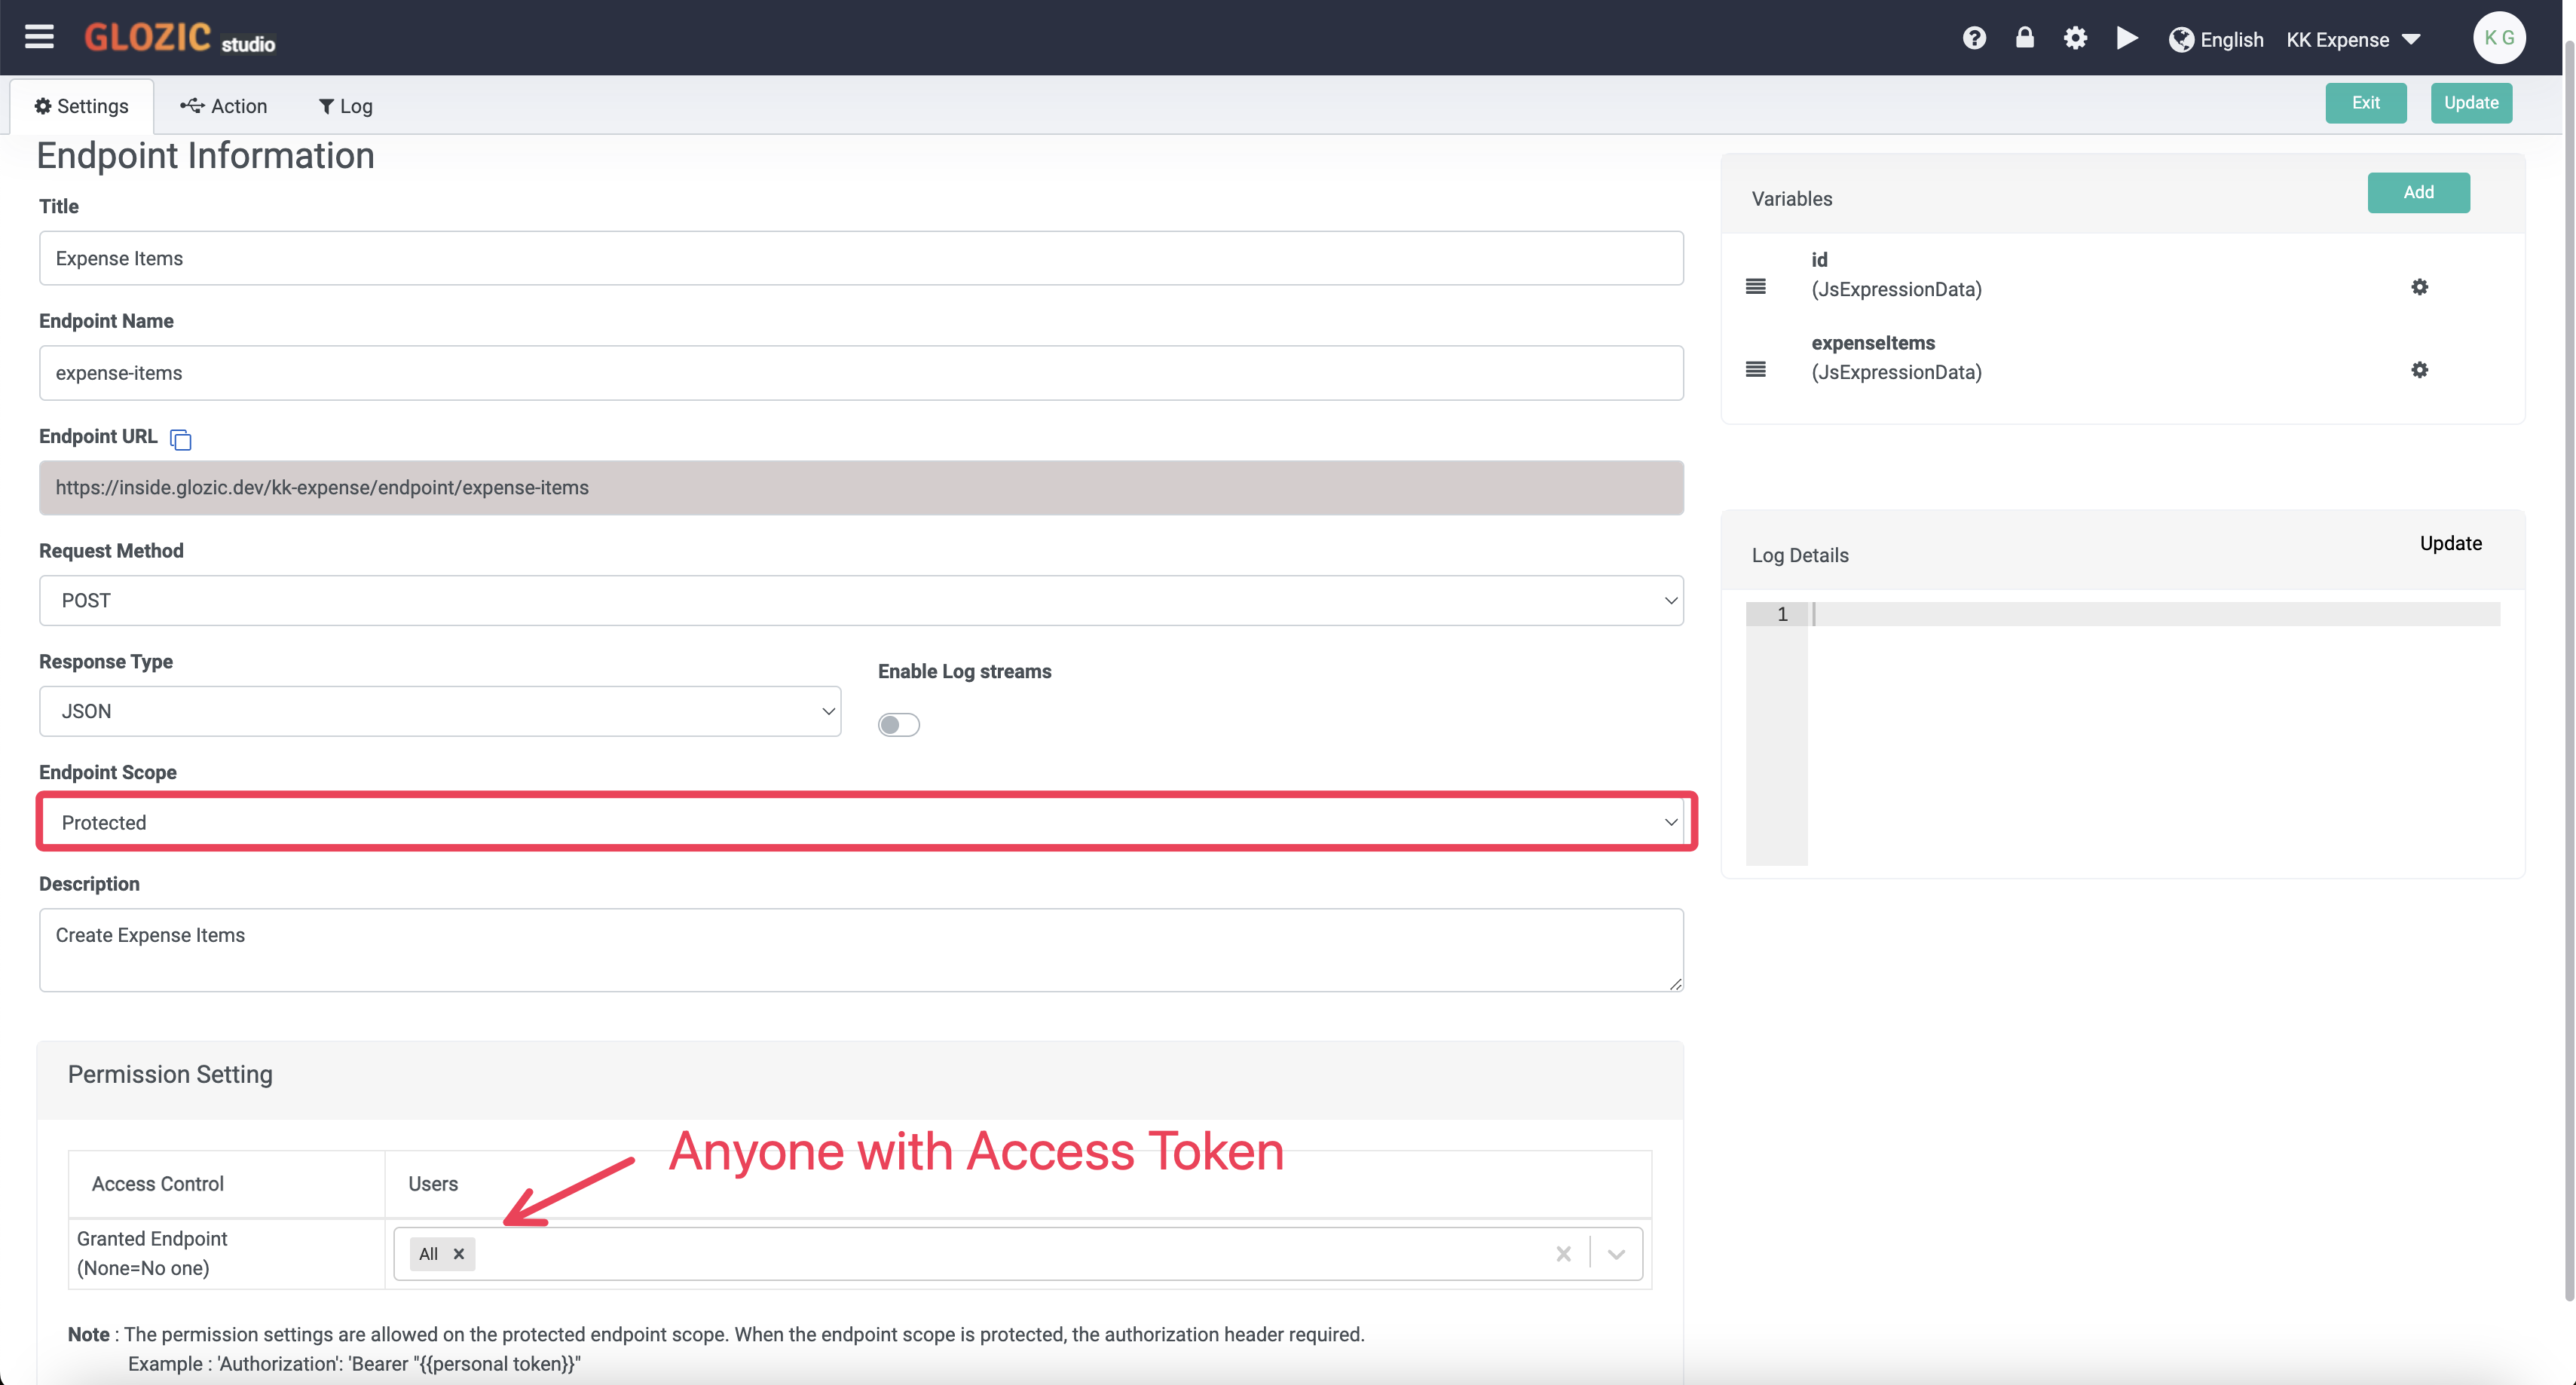 GLOZIC studio
English
KK Expense
K G
Settings
Action
Log
Exit
Update
Endpoint Information
Title
Expense Items
Endpoint Name
expense-items
Endpoint URL
https://inside.glozic.dev/kk-expense/endpoint/expense-items
Request Method
POST
Response Type
Enable Log streams
JSON
Endpoint Scope
Protected
Description
Create Expense Items
Permission Setting
Anyone with Access Token
Access Control
Users
Granted Endpoint
(None=No one)
All
Note : The permission settings are allowed on the protected endpoint scope. When the endpoint scope is protected, the authorization header required.
Example : 'Authorization': 'Bearer "{{personal token}}"
Variables
Add
id
(JsExpressionData)
expenseItems
(JsExpressionData)
Log Details
Update
1